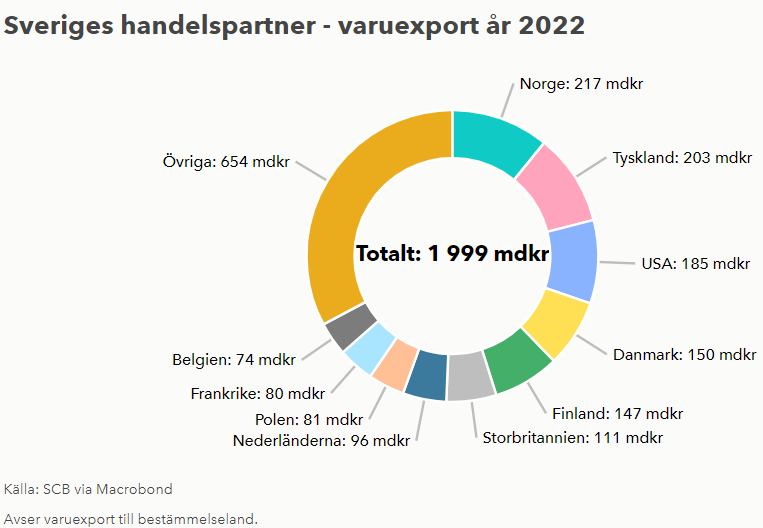 Sveriges handelspartner - varuexport år 2022
Norge: 217 mdkr
Tyskland: 203 mdkr
USA: 185 mdkr
Danmark: 150 mdkr
Finland: 147 mdkr
Storbritannien: 111 mdkr
Nederländerna: 96 mdkr
Polen: 81 mdkr
Frankrike: 80 mdkr
Belgien: 74 mdkr
Övriga: 654 mdkr
Totalt: 1 999 mdkr
Källa: SCB via Macrobond
Avser varuexport till bestämmelseland.